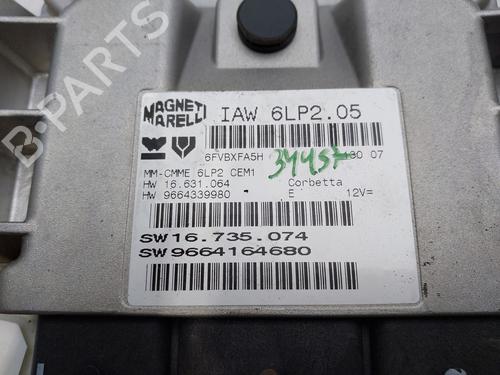 MAGNETI
MARELLI
IAW 6LP2.05
6FVBXFA5H
30 07
34457
MM-CMME 6LP2 CEM1
HW 16.631.064 Corbetta
HW 9664339980 E 12V=
SW16.735.074
SW9664164680
B-PARTS